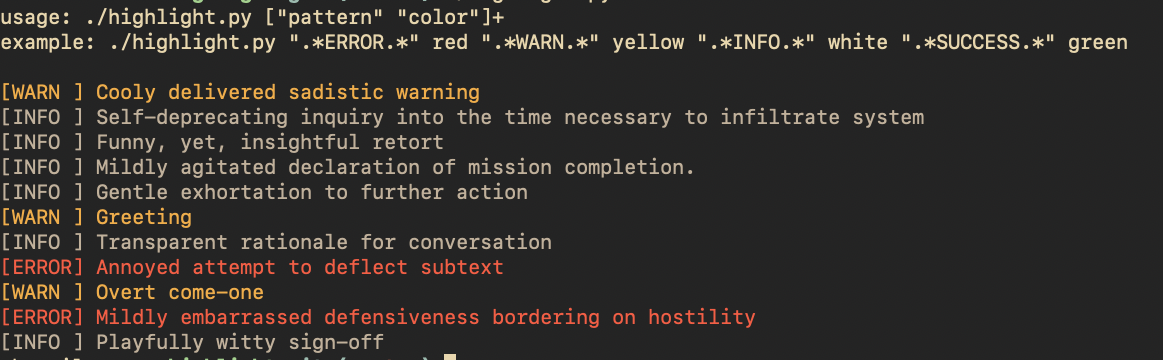 usage: ./highlight.py ["pattern" "color"]+
example: ./highlight.py ".*ERROR.*" red ".*WARN.*" yellow ".*INFO.*" white ".*SUCCESS.*" green
[WARN ] Cooly delivered sadistic warning
[INFO ] Self-deprecating inquiry into the time necessary to infiltrate system
[INFO ] Funny, yet, insightful retort
[INFO ] Mildly agitated declaration of mission completion.
[INFO ] Gentle exhortation to further action
[WARN ] Greeting
[INFO ] Transparent rationale for conversation
[ERROR] Annoyed attempt to deflect subtext
[WARN ] Overt come-one
[ERROR] Mildly embarrassed defensiveness bordering on hostility
[INFO ] Playfully witty sign-off